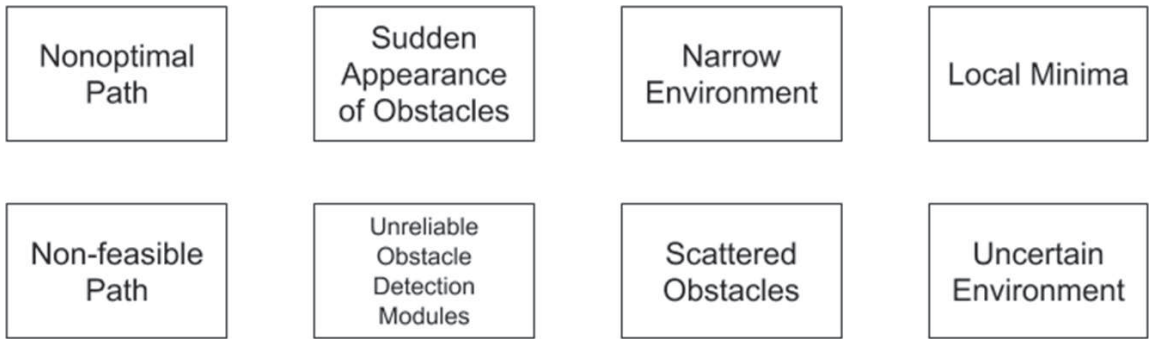 Nonoptimal
Path
Sudden
Appearance
of Obstacles
Narrow
Environment
Local Minima
Non-feasible
Path
Unreliable
Obstacle
Detection
Modules
Scattered
Obstacles
Uncertain
Environment